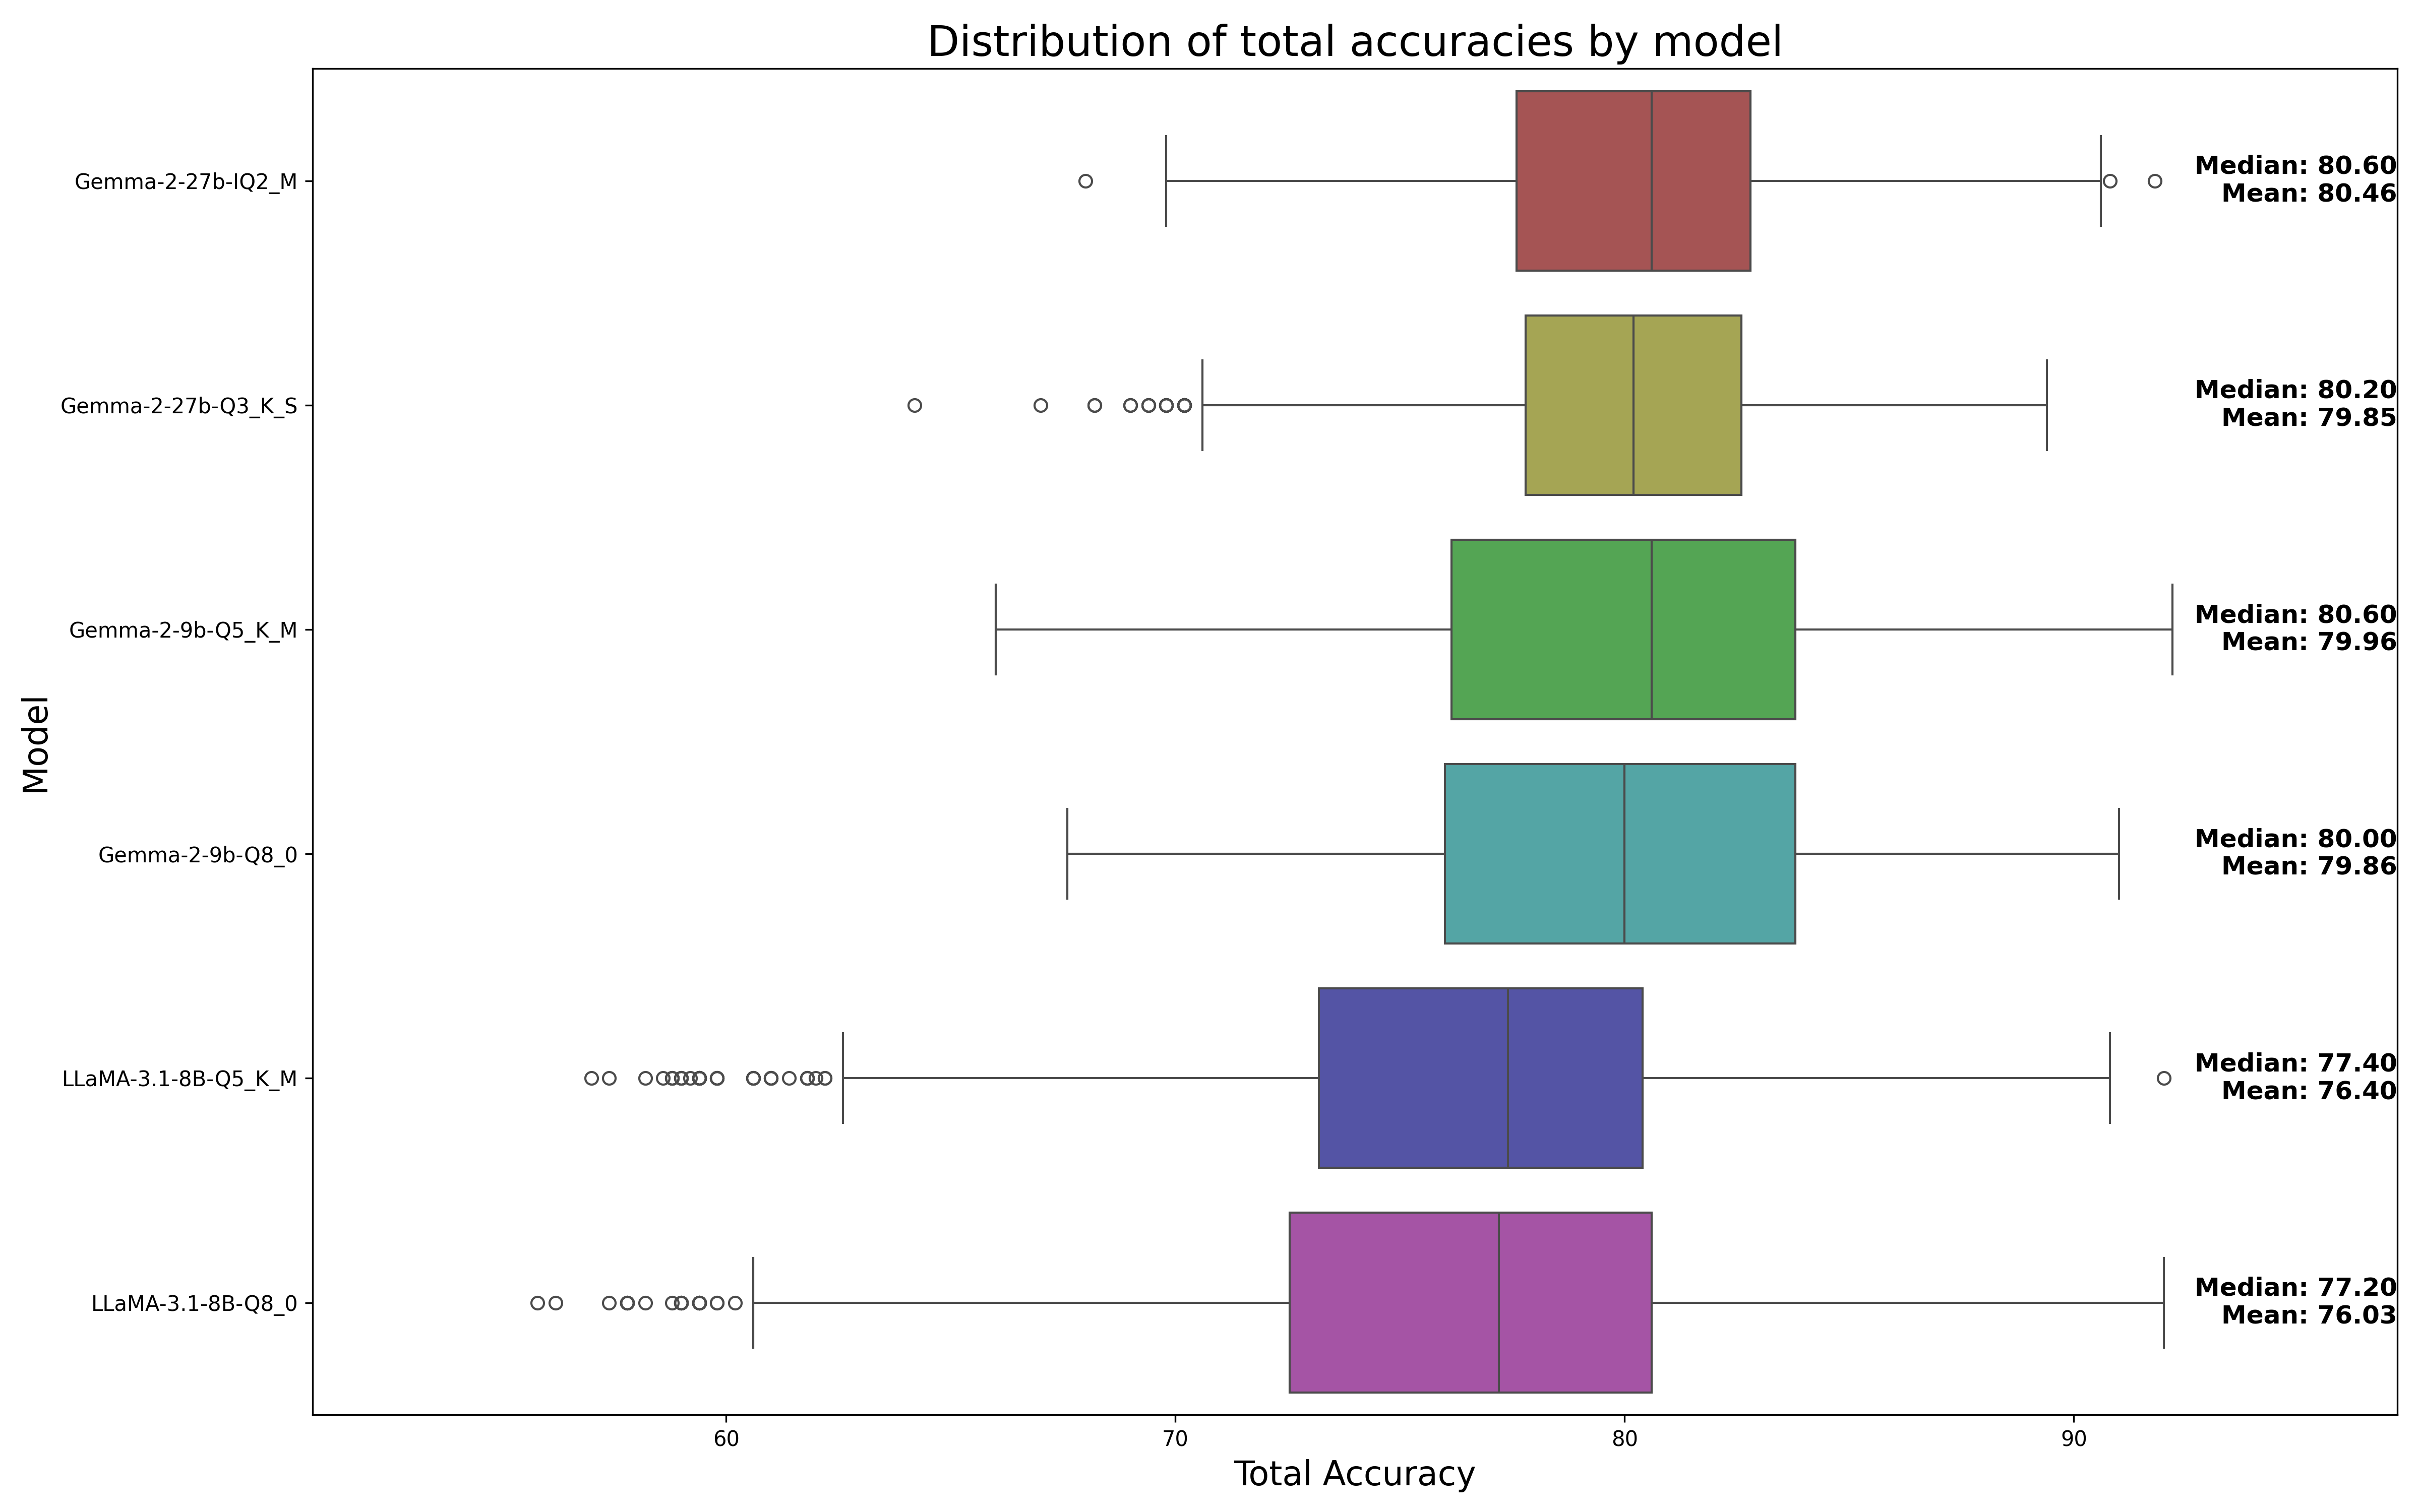 Distribution of total accuracies by model
Gemma-2-27b-IQ2_M
Median: 80.60
Mean: 80.46
Gemma-2-27b-Q3_K_S
Median: 80.20
Mean: 79.85
Gemma-2-9b-Q5_K_M
Median: 80.60
Mean: 79.96
Model
Gemma-2-9b-Q8_0
Median: 80.00
Mean: 79.86
LLaMA-3.1-8B-Q5_K_M
Median: 77.40
Mean: 76.40
LLaMA-3.1-8B-Q8_0
Median: 77.20
Mean: 76.03
60 70 80 90
Total Accuracy